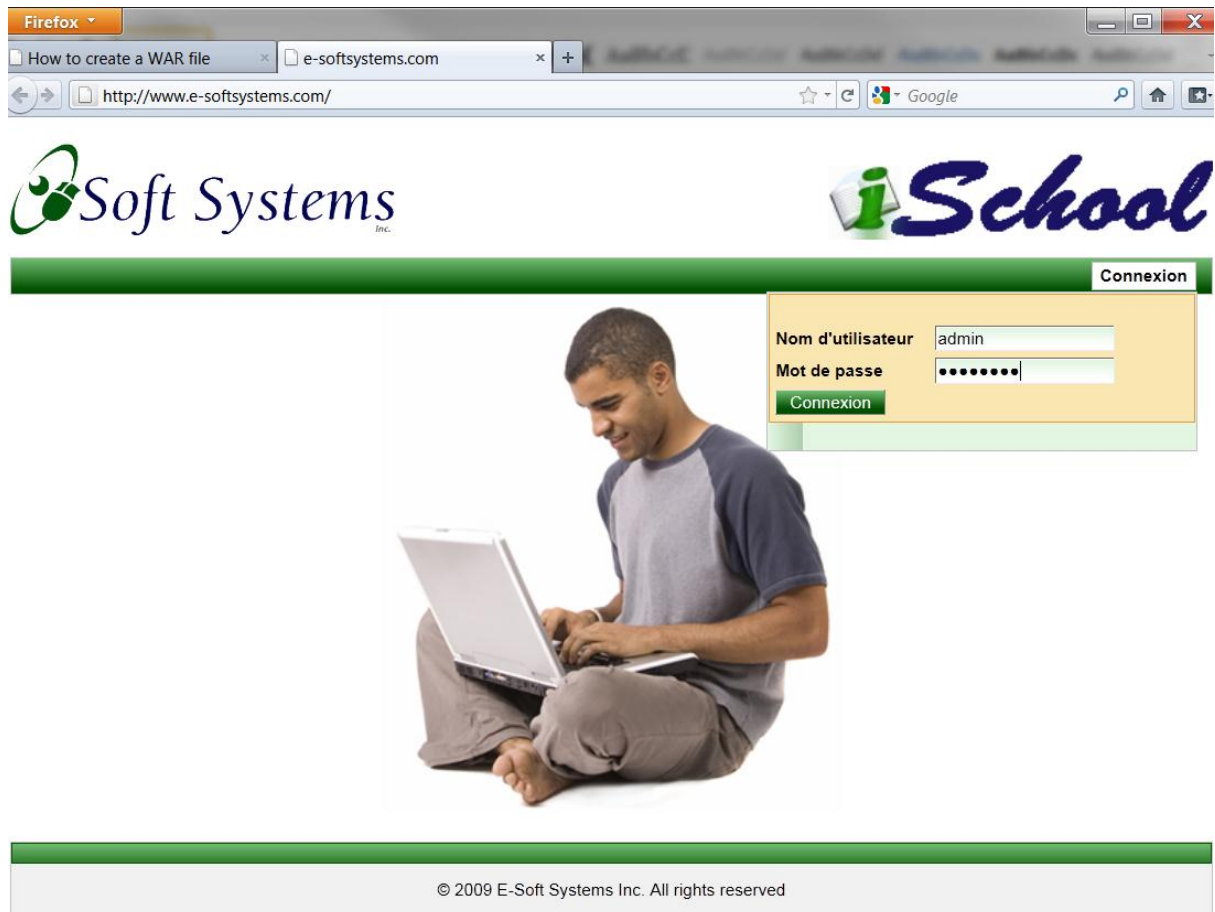 Firefox
How to create a WAR file
e-softsystems.com
http://www.e-softsystems.com/
Google
eSoft Systems
Inc.
iSchool
Connexion
Nom d'utilisateur admin
Mot de passe ••••••••
Connexion
© 2009 E-Soft Systems Inc. All rights reserved